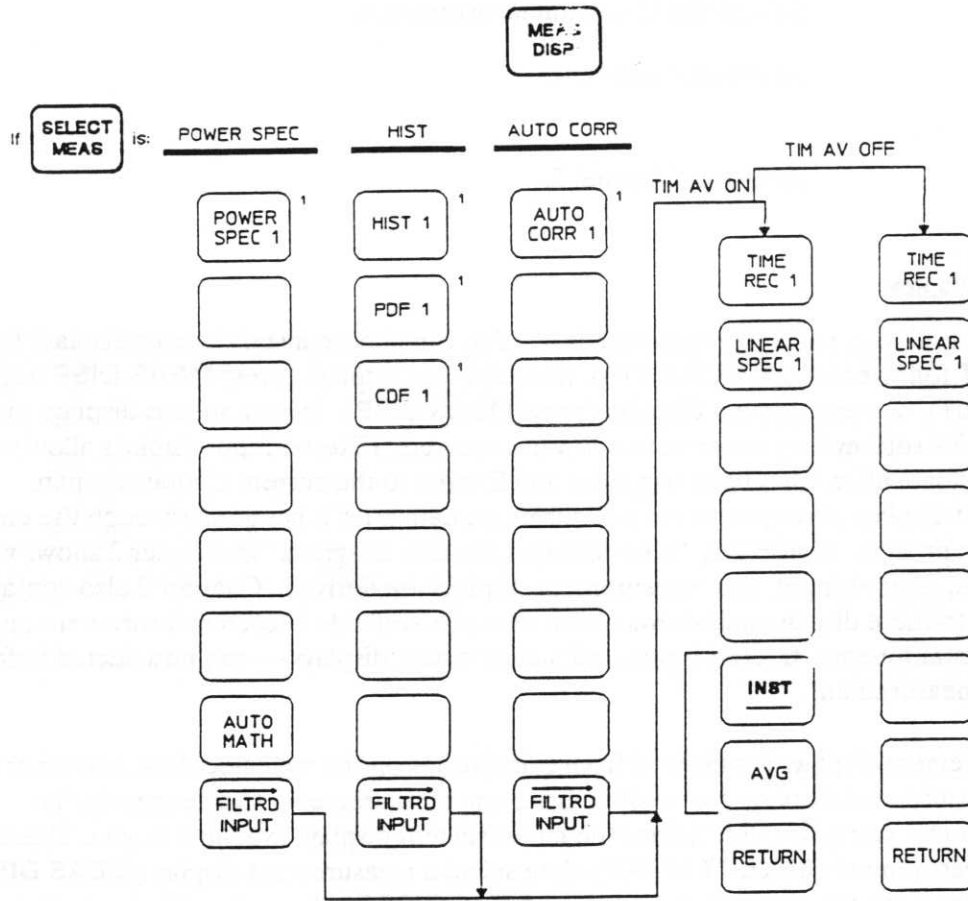 MEAS
DISP
If
SELECT
MEAS
is:
POWER SPEC
HIST
AUTO CORR
TIM AV OFF
TIM AV ON
POWER
SPEC 1
1
HIST 1
1
AUTO
CORR 1
1
TIME
REC 1
TIME
REC 1
PDF 1
1
LINEAR
SPEC 1
LINEAR
SPEC 1
CDF 1
1
INST
AUTO
MATH
AVG
FILTRD
INPUT
FILTRD
INPUT
FILTRD
INPUT
RETURN
RETURN